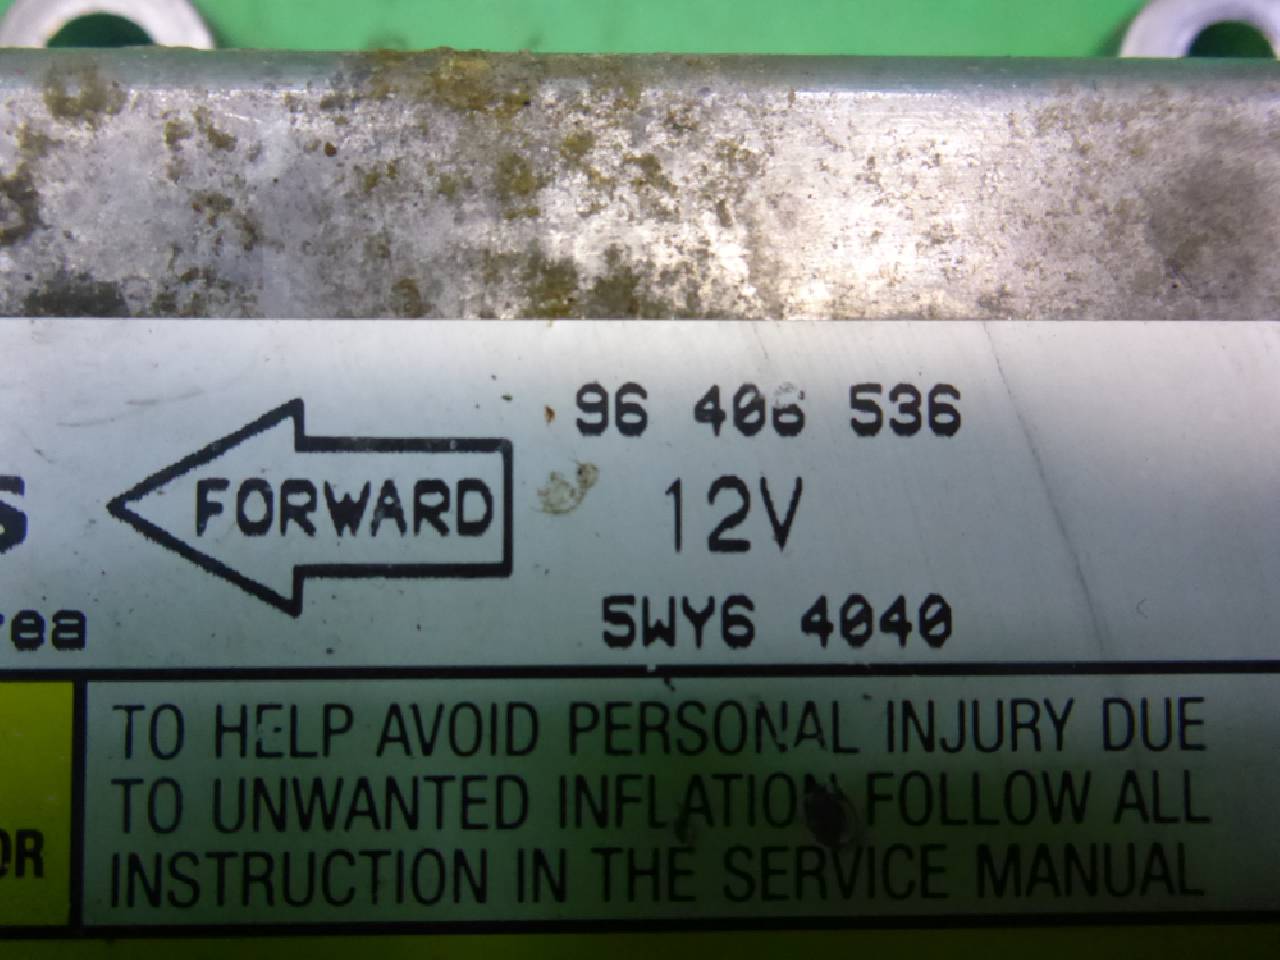 96 406 536
S
FORWARD
12V
rea
5WY6 4040
TO HELP AVOID PERSONAL INJURY DUE
TO UNWANTED INFLATION FOLLOW ALL
OR
INSTRUCTION IN THE SERVICE MANUAL